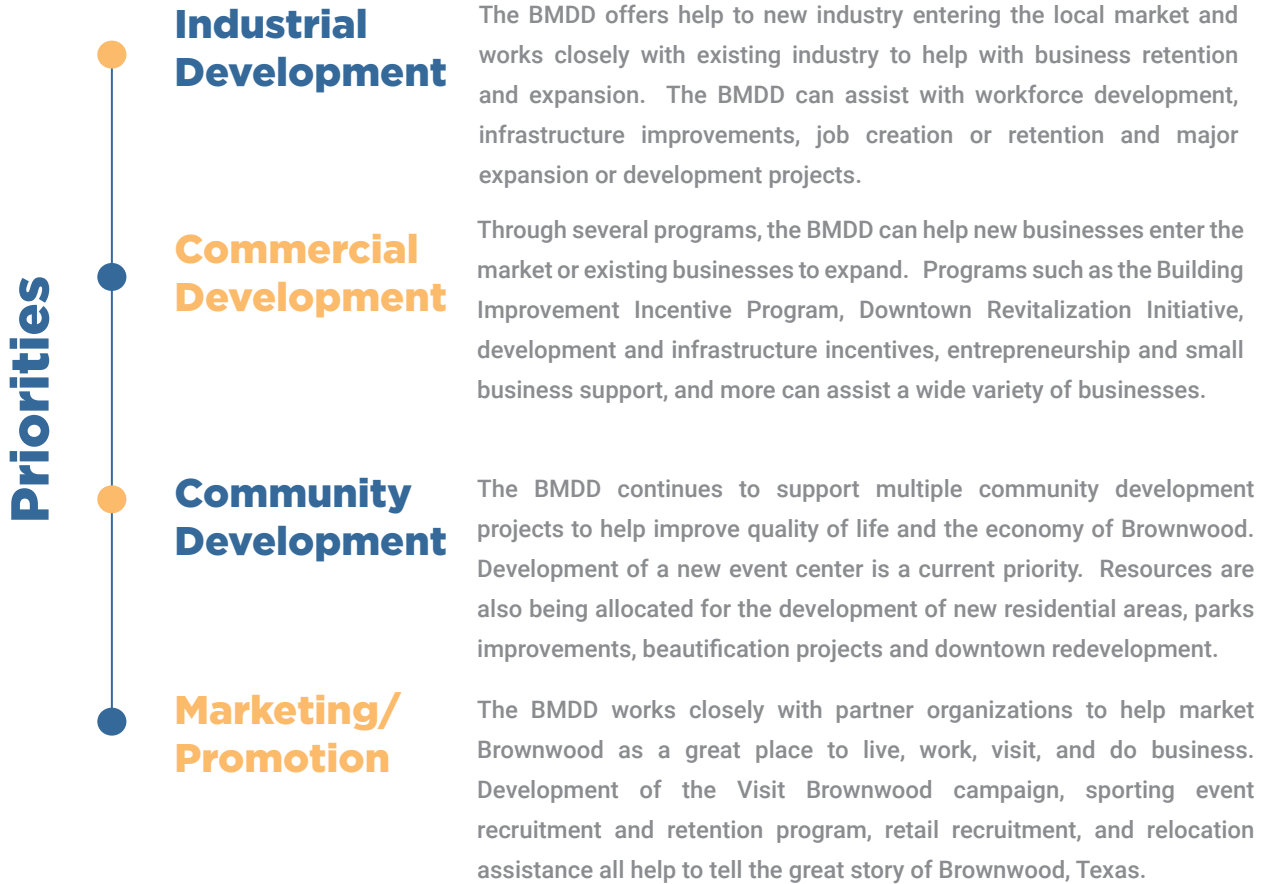 Priorities
Industrial
Development
The BMDD offers help to new industry entering the local market and
works closely with existing industry to help with business retention
and expansion. The BMDD can assist with workforce development,
infrastructure improvements, job creation or retention and major
expansion or development projects.
Commercial
Development
Through several programs, the BMDD can help new businesses enter the
market or existing businesses to expand. Programs such as the Building
Improvement Incentive Program, Downtown Revitalization Initiative,
development and infrastructure incentives, entrepreneurship and small
business support, and more can assist a wide variety of businesses.
Community
Development
The BMDD continues to support multiple community development
projects to help improve quality of life and the economy of Brownwood.
Development of a new event center is a current priority. Resources are
also being allocated for the development of new residential areas, parks
improvements, beautification projects and downtown redevelopment.
Marketing/
Promotion
The BMDD works closely with partner organizations to help market
Brownwood as a great place to live, work, visit, and do business.
Development of the Visit Brownwood campaign, sporting event
recruitment and retention program, retail recruitment, and relocation
assistance all help to tell the great story of Brownwood, Texas.